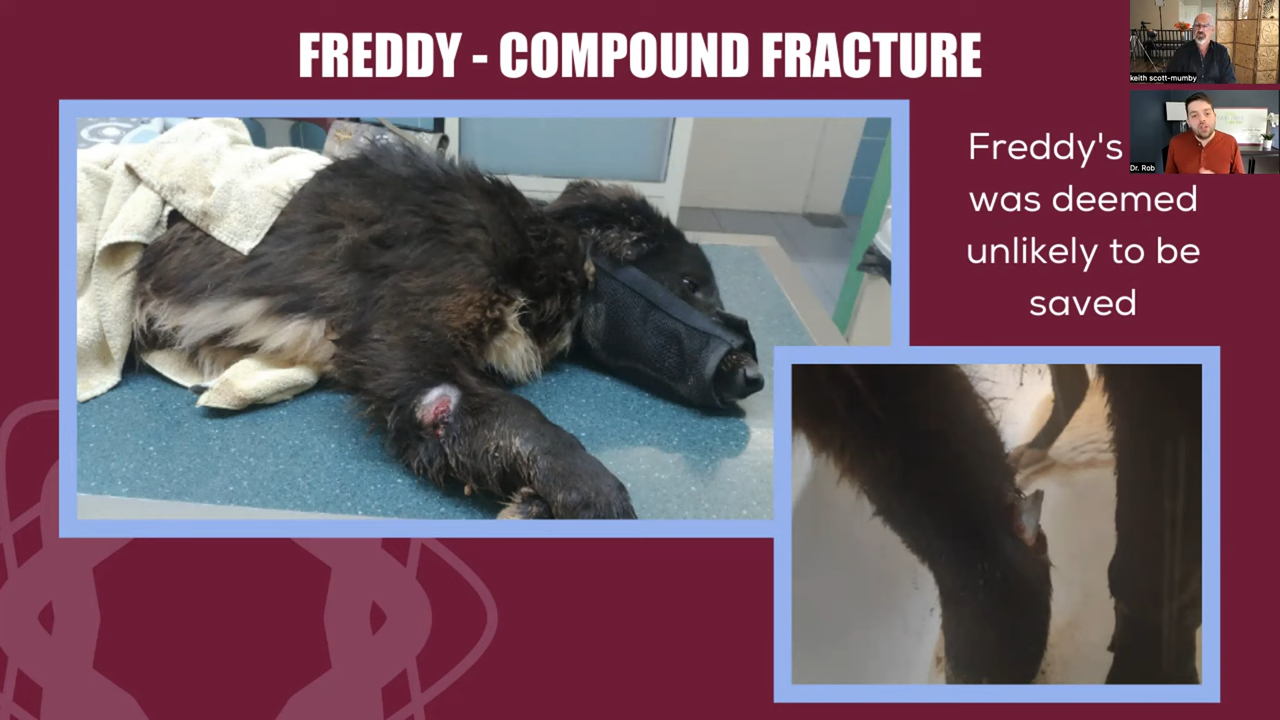 FREDDY - COMPOUND FRACTURE
keith scott-mumby
Dr. Rob
Freddy's
was deemed
unlikely to be
saved